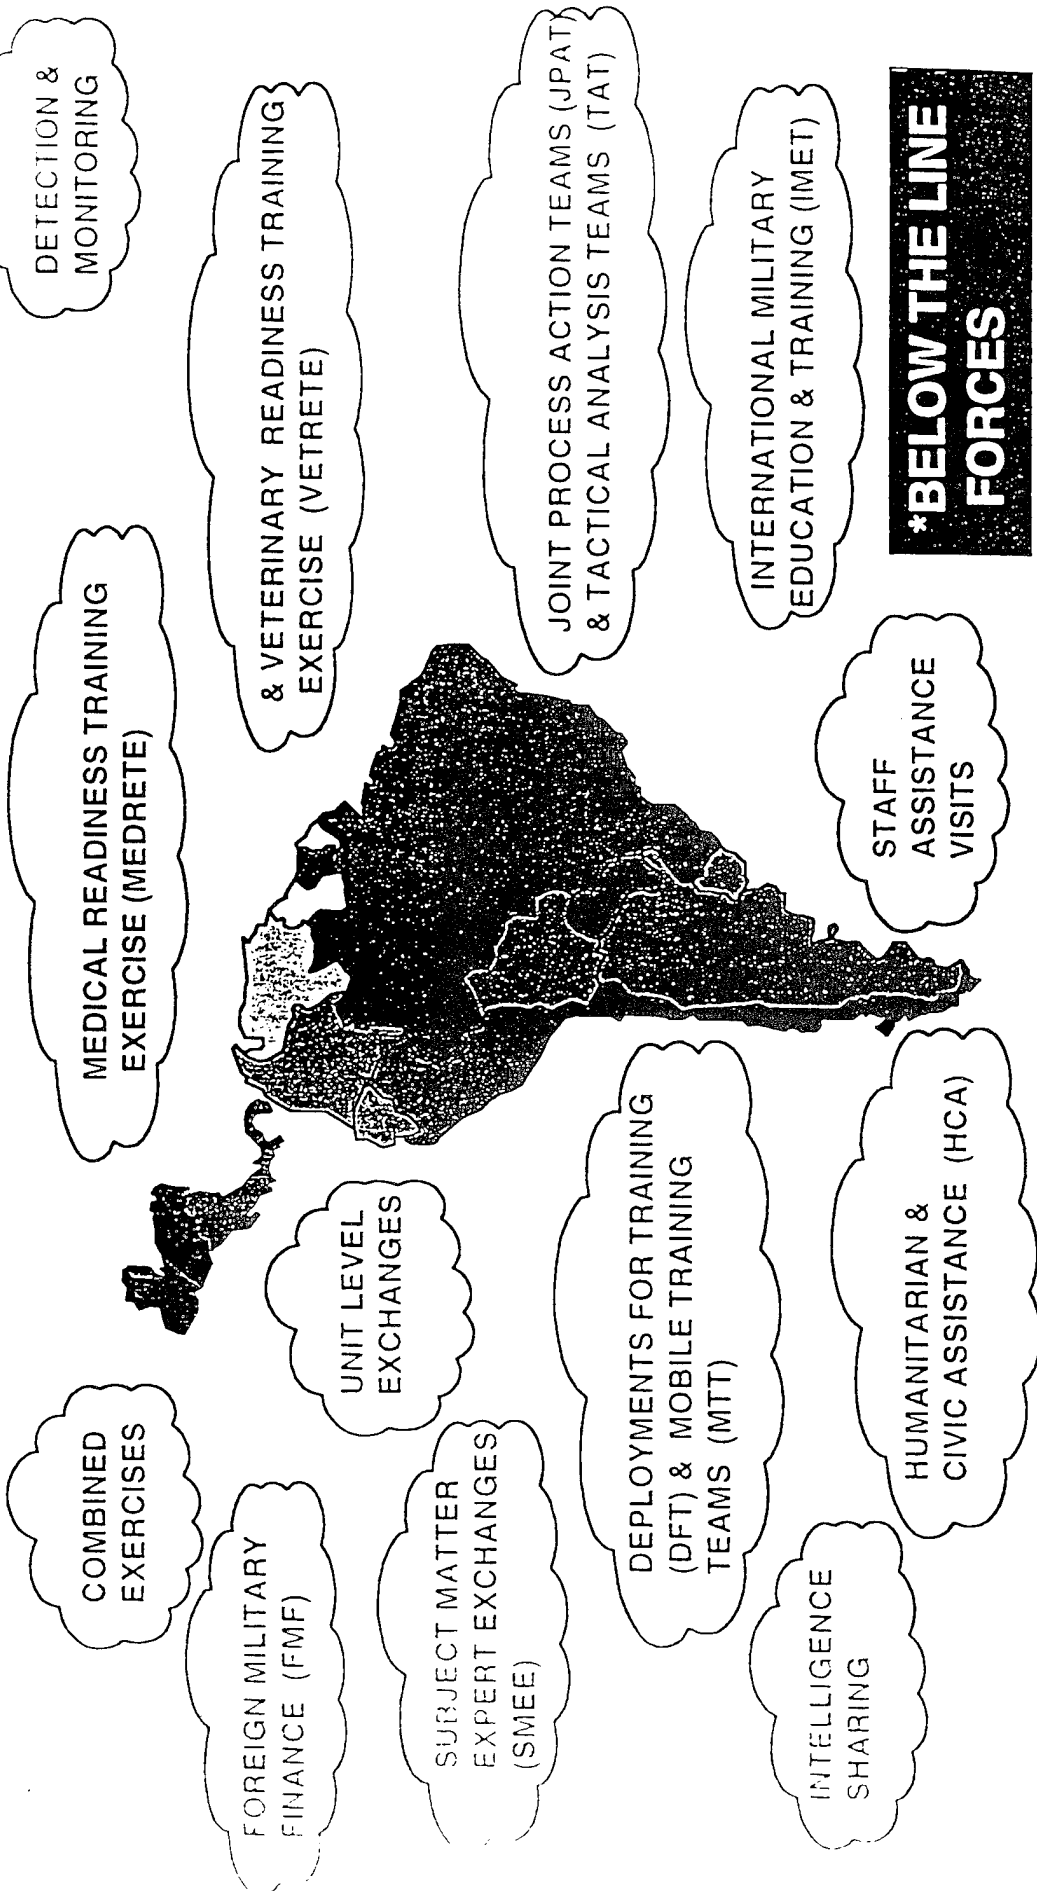 COMBINED
EXERCISES
MEDICAL READINESS TRAINING
EXERCISE (MEDRETE)
DETECTION &
MONITORING
FOREIGN MILITARY
FINANCE (FMF)
& VETERINARY READINESS TRAINING
EXERCISE (VETRETE)
UNIT LEVEL
EXCHANGES
SUBJECT MATTER
EXPERT EXCHANGES
(SMEE)
JOINT PROCESS ACTION TEAMS (JPAT)
& TACTICAL ANALYSIS TEAMS (TAT)
DEPLOYMENTS FOR TRAINING
(DFT) & MOBILE TRAINING
TEAMS (MTT)
INTERNATIONAL MILITARY
EDUCATION & TRAINING (IMET)
INTELLIGENCE
SHARING
HUMANITARIAN &
CIVIC ASSISTANCE (HCA)
STAFF
ASSISTANCE
VISITS
*BELOW THE LINE
FORCES